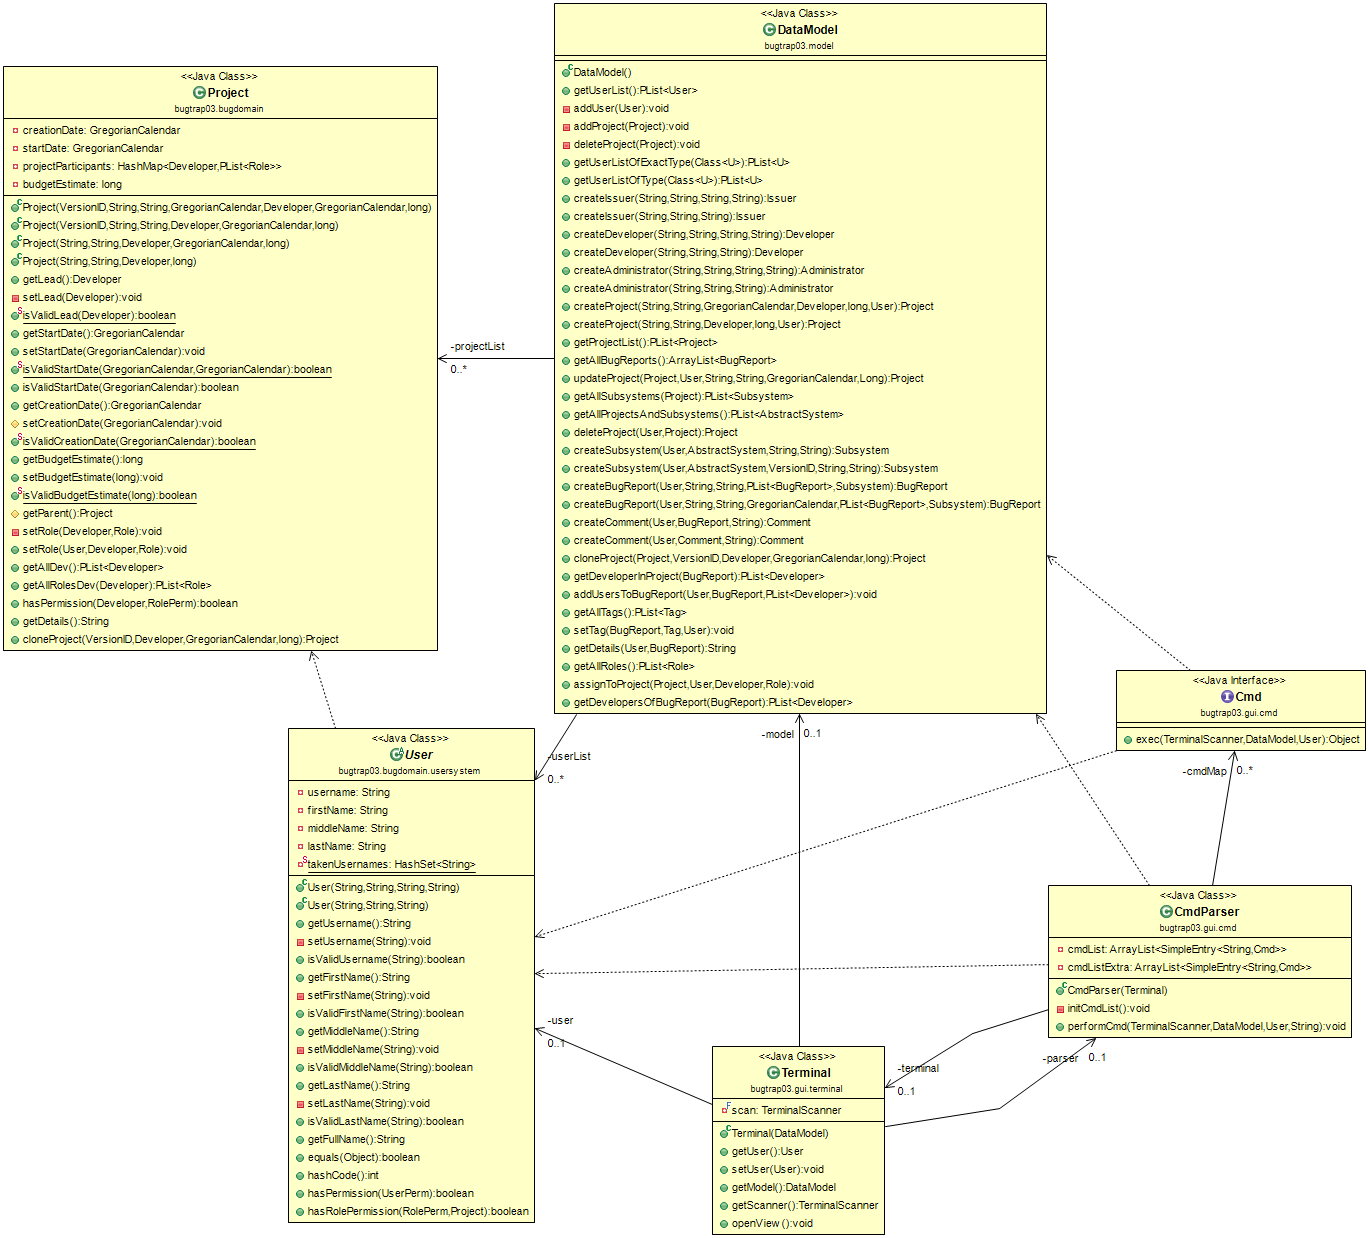 <<Java Class>>
DataModel
bugtrap03.model
DataModel()
getUserList():PList<User>
addUser(User):void
addProject(Project):void
deleteProject(Project):void
getUserListOfExactType(Class<U>):PList<U>
getUserListOfType(Class<U>):PList<U>
createIssuer(String,String,String,String):Issuer
createIssuer(String,String,String):Issuer
createDeveloper(String,String,String,String):Developer
createDeveloper(String,String,String):Developer
createAdministrator(String,String,String,String):Administrator
createAdministrator(String,String,String):Administrator
createProject(String,String,GregorianCalendar,Developer,long,User):Project
createProject(String,String,Developer,long,User):Project
getProjectList():PList<Project>
getAllBugReports():ArrayList<BugReport>
updateProject(Project,User,String,String,GregorianCalendar,Long):Project
getAllSubsystems(Project):PList<Subsystem>
getAllProjectsAndSubsystems():PList<AbstractSystem>
deleteProject(User,Project):Project
createSubsystem(User,AbstractSystem,String,String):Subsystem
createSubsystem(User,AbstractSystem,VersionID,String,String):Subsystem
createBugReport(User,String,String,PList<BugReport>,Subsystem):BugReport
createBugReport(User,String,String,GregorianCalendar,PList<BugReport>,Subsystem):BugReport
createComment(User,BugReport,String):Comment
createComment(User,Comment,String):Comment
cloneProject(Project,VersionID,Developer,GregorianCalendar,long):Project
getDeveloperInProject(BugReport):PList<Developer>
addUsersToBugReport(User,BugReport,PList<Developer>):void
getAllTags():PList<Tag>
setTag(BugReport,Tag,User):void
getDetails(User,BugReport):String
getAllRoles():PList<Role>
assignToProject(Project,User,Developer,Role):void
getDevelopersOfBugReport(BugReport):PList<Developer>
<<Java Class>>
Project
bugtrap03.bugdomain
creationDate: GregorianCalendar
startDate: GregorianCalendar
projectParticipants: HashMap<Developer,PList<Role>>
budgetEstimate: long
Project(VersionID,String,String,GregorianCalendar,Developer,GregorianCalendar,long)
Project(VersionID,String,String,Developer,GregorianCalendar,long)
Project(String,String,Developer,GregorianCalendar,long)
Project(String,String,Developer,long)
getLead():Developer
setLead(Developer):void
isValidLead(Developer):boolean
getStartDate():GregorianCalendar
setStartDate(GregorianCalendar):void
isValidStartDate(GregorianCalendar,GregorianCalendar):boolean
isValidStartDate(GregorianCalendar):boolean
getCreationDate():GregorianCalendar
setCreationDate(GregorianCalendar):void
isValidCreationDate(GregorianCalendar):boolean
getBudgetEstimate():long
setBudgetEstimate(long):void
isValidBudgetEstimate(long):boolean
getParent():Project
setRole(Developer,Role):void
setRole(User,Developer,Role):void
getAllDev():PList<Developer>
getAllRolesDev(Developer):PList<Role>
hasPermission(Developer,RolePerm):boolean
getDetails():String
cloneProject(VersionID,Developer,GregorianCalendar,long):Project
-projectList
0..*
<<Java Interface>>
Cmd
bugtrap03.gui.cmd
exec(TerminalScanner,DataModel,User):Object
-cmdMap
0..*
-model
0..1
-userList
0..*
<<Java Class>>
User
bugtrap03.bugdomain.usersystem
username: String
firstName: String
middleName: String
lastName: String
takenUsernames: HashSet<String>
User(String,String,String,String)
User(String,String,String)
getUsername():String
setUsername(String):void
isValidUsername(String):boolean
getFirstName():String
setFirstName(String):void
isValidFirstName(String):boolean
getMiddleName():String
setMiddleName(String):void
isValidMiddleName(String):boolean
getLastName():String
setLastName(String):void
isValidLastName(String):boolean
getFullName():String
equals(Object):boolean
hashCode():int
hasPermission(UserPerm):boolean
hasRolePermission(RolePerm,Project):boolean
<<Java Class>>
CmdParser
bugtrap03.gui.cmd
cmdList: ArrayList<SimpleEntry<String,Cmd>>
cmdListExtra: ArrayList<SimpleEntry<String,Cmd>>
CmdParser(Terminal)
initCmdList():void
performCmd(TerminalScanner,DataModel,User,String):void
-user
0..1
-terminal
0..1
-parser
0..1
<<Java Class>>
Terminal
bugtrap03.gui.terminal
scan: TerminalScanner
Terminal(DataModel)
getUser():User
setUser(User):void
getModel():DataModel
getScanner():TerminalScanner
openView():void